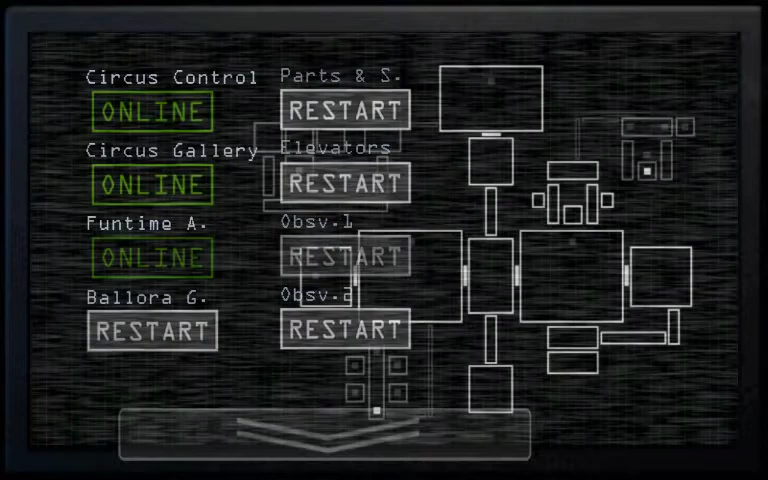 Circus Control
ONLINE
Circus Gallery
ONLINE
Funtime A.
ONLINE
Ballora G.
RESTART
Parts & S.
RESTART
Elevators
RESTART
Obsv.1
RESTART
Obsv.2
RESTART